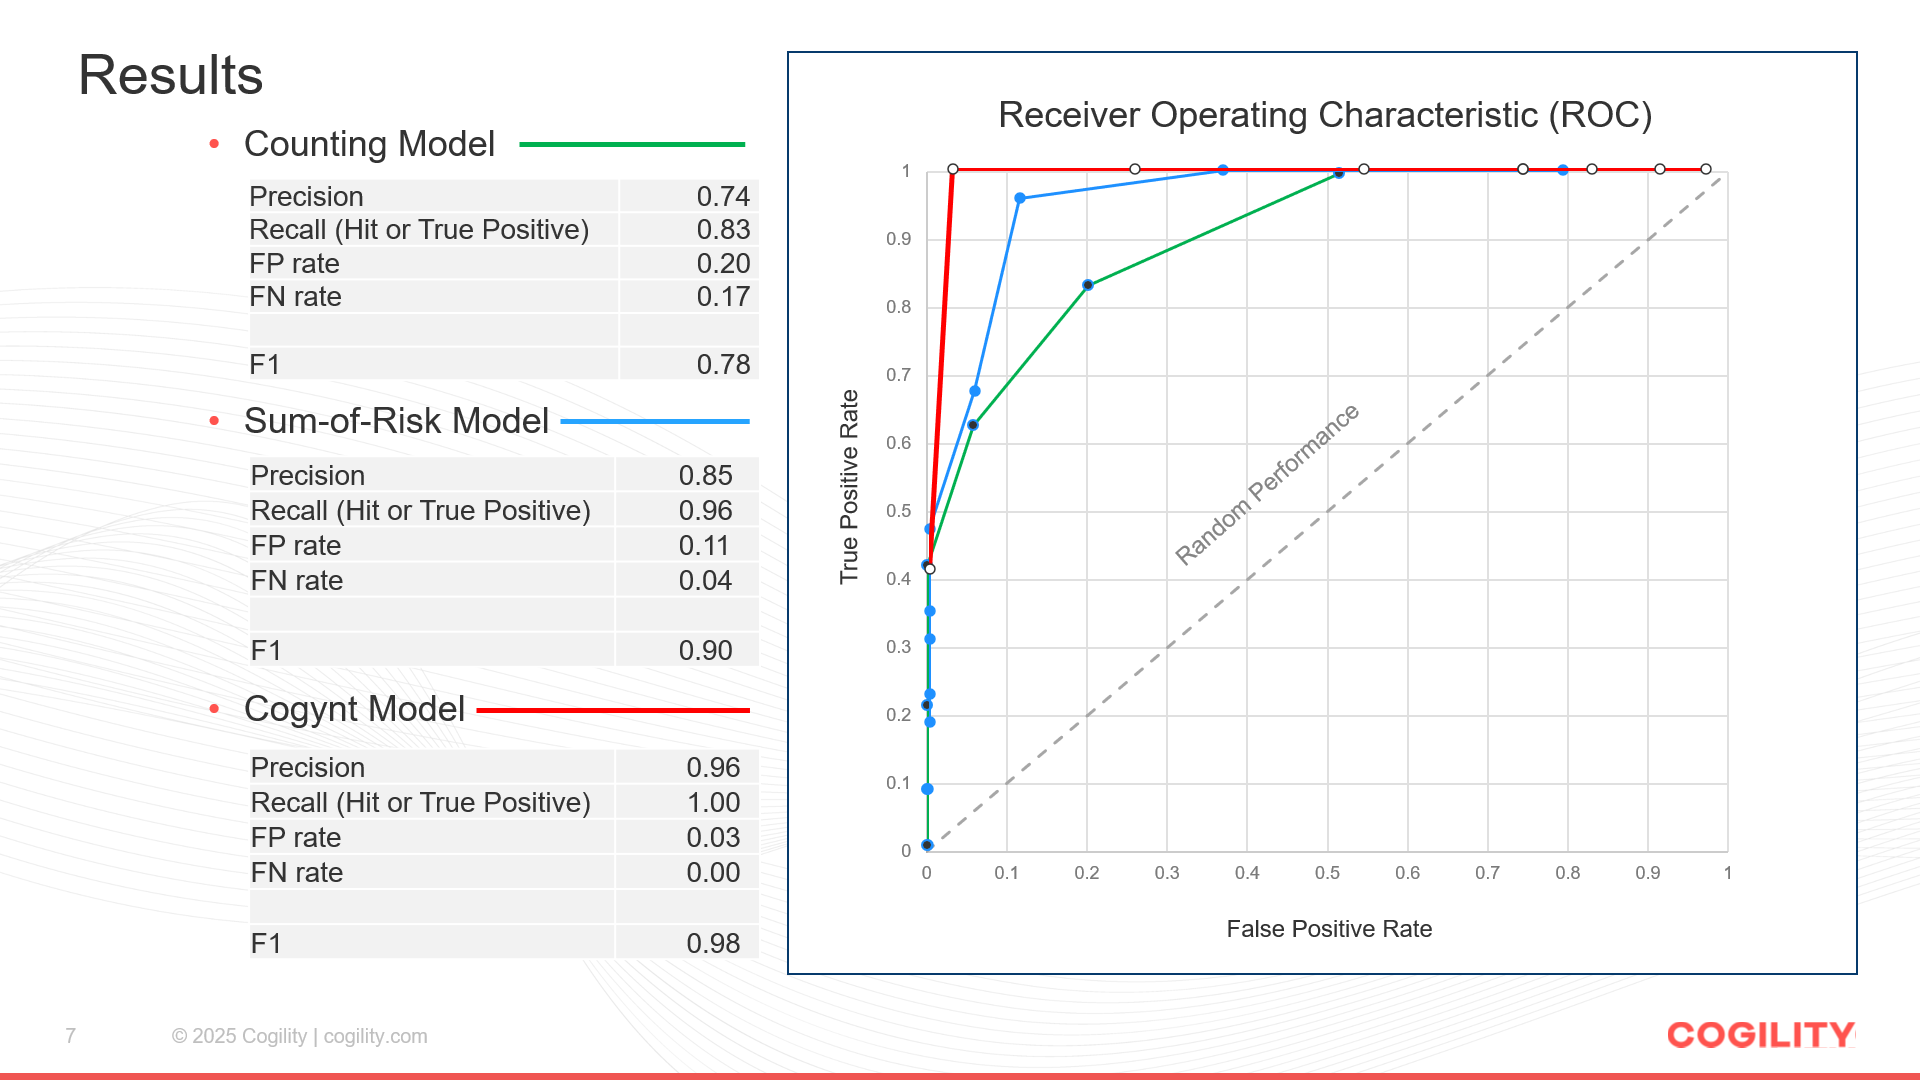 Results
• Counting Model
Precision 0.74
Recall (Hit or True Positive) 0.83
FP rate 0.20
FN rate 0.17
F1 0.78
• Sum-of-Risk Model
Precision 0.85
Recall (Hit or True Positive) 0.96
FP rate 0.11
FN rate 0.04
F1 0.90
• Cogynt Model
Precision 0.96
Recall (Hit or True Positive) 1.00
FP rate 0.03
FN rate 0.00
F1 0.98
Receiver Operating Characteristic (ROC)
True Positive Rate
1
0.9
0.8
0.7
0.6
0.5
0.4
0.3
0.2
0.1
0
Random Performance
0 0.1 0.2 0.3 0.4 0.5 0.6 0.7 0.8 0.9 1
False Positive Rate
7 © 2025 Cogility | cogility.com
COGILITY